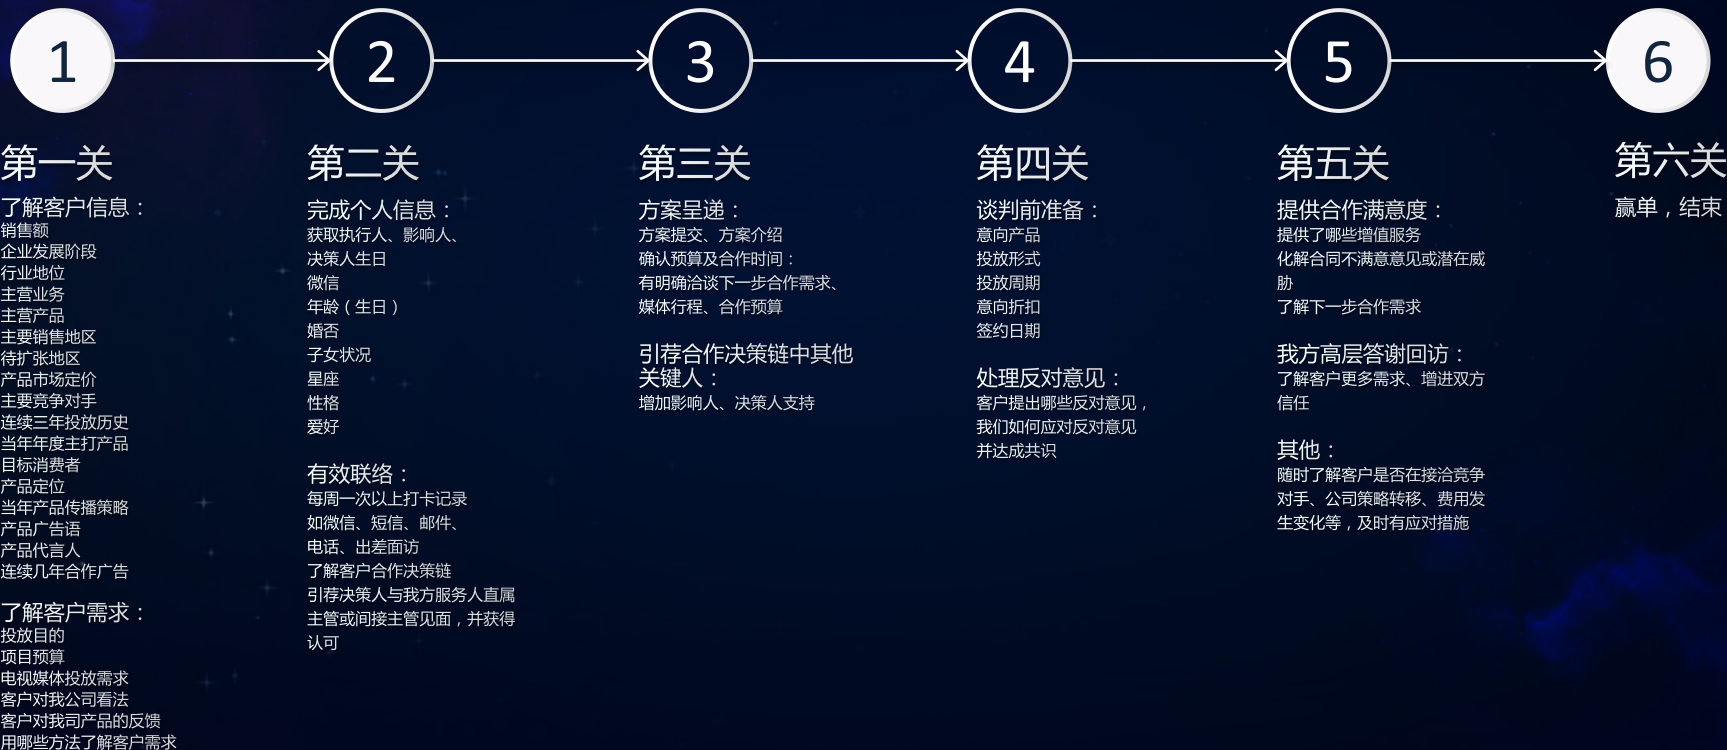 1
2
3
4
5
6
第一关
了解客户信息：
销售额
企业发展阶段
行业地位
主营业务
主营产品
主要销售地区
待扩张地区
产品市场定价
主要竞争对手
连续三年投放历史
当年年度主打产品
目标消费者
产品定位
当年产品传播策略
产品广告语
产品代言人
连续几年合作广告
了解客户需求：
投放目的
项目预算
电视媒体投放需求
客户对我公司看法
客户对我司产品的反馈
用哪些方法了解客户需求
第二关
完成个人信息：
获取执行人、影响人、
决策人生日
微信
年龄（生日）
婚否
子女状况
星座
性格
爱好
有效联络：
每周一次以上打卡记录
如微信、短信、邮件、
电话、出差面访
了解客户合作决策链
引荐决策人与我方服务人直属
主管或间接主管见面，并获得
认可
第三关
方案呈递：
方案提交、方案介绍
确认预算及合作时间：
有明确洽谈下一步合作需求、
媒体行程、合作预算
引荐合作决策链中其他
关键人：
增加影响人、决策人支持
第四关
谈判前准备：
意向产品
投放形式
投放周期
意向折扣
签约日期
处理反对意见：
客户提出哪些反对意见，
我们如何应对反对意见
并达成共识
第五关
提供合作满意度：
提供了哪些增值服务
化解合同不满意意见或潜在威
胁
了解下一步合作需求
我方高层答谢回访：
了解客户更多需求、增进双方
信任
其他：
随时了解客户是否在接洽竞争
对手、公司策略转移、费用发
生变化等，及时有应对措施
第六关
赢单，结束